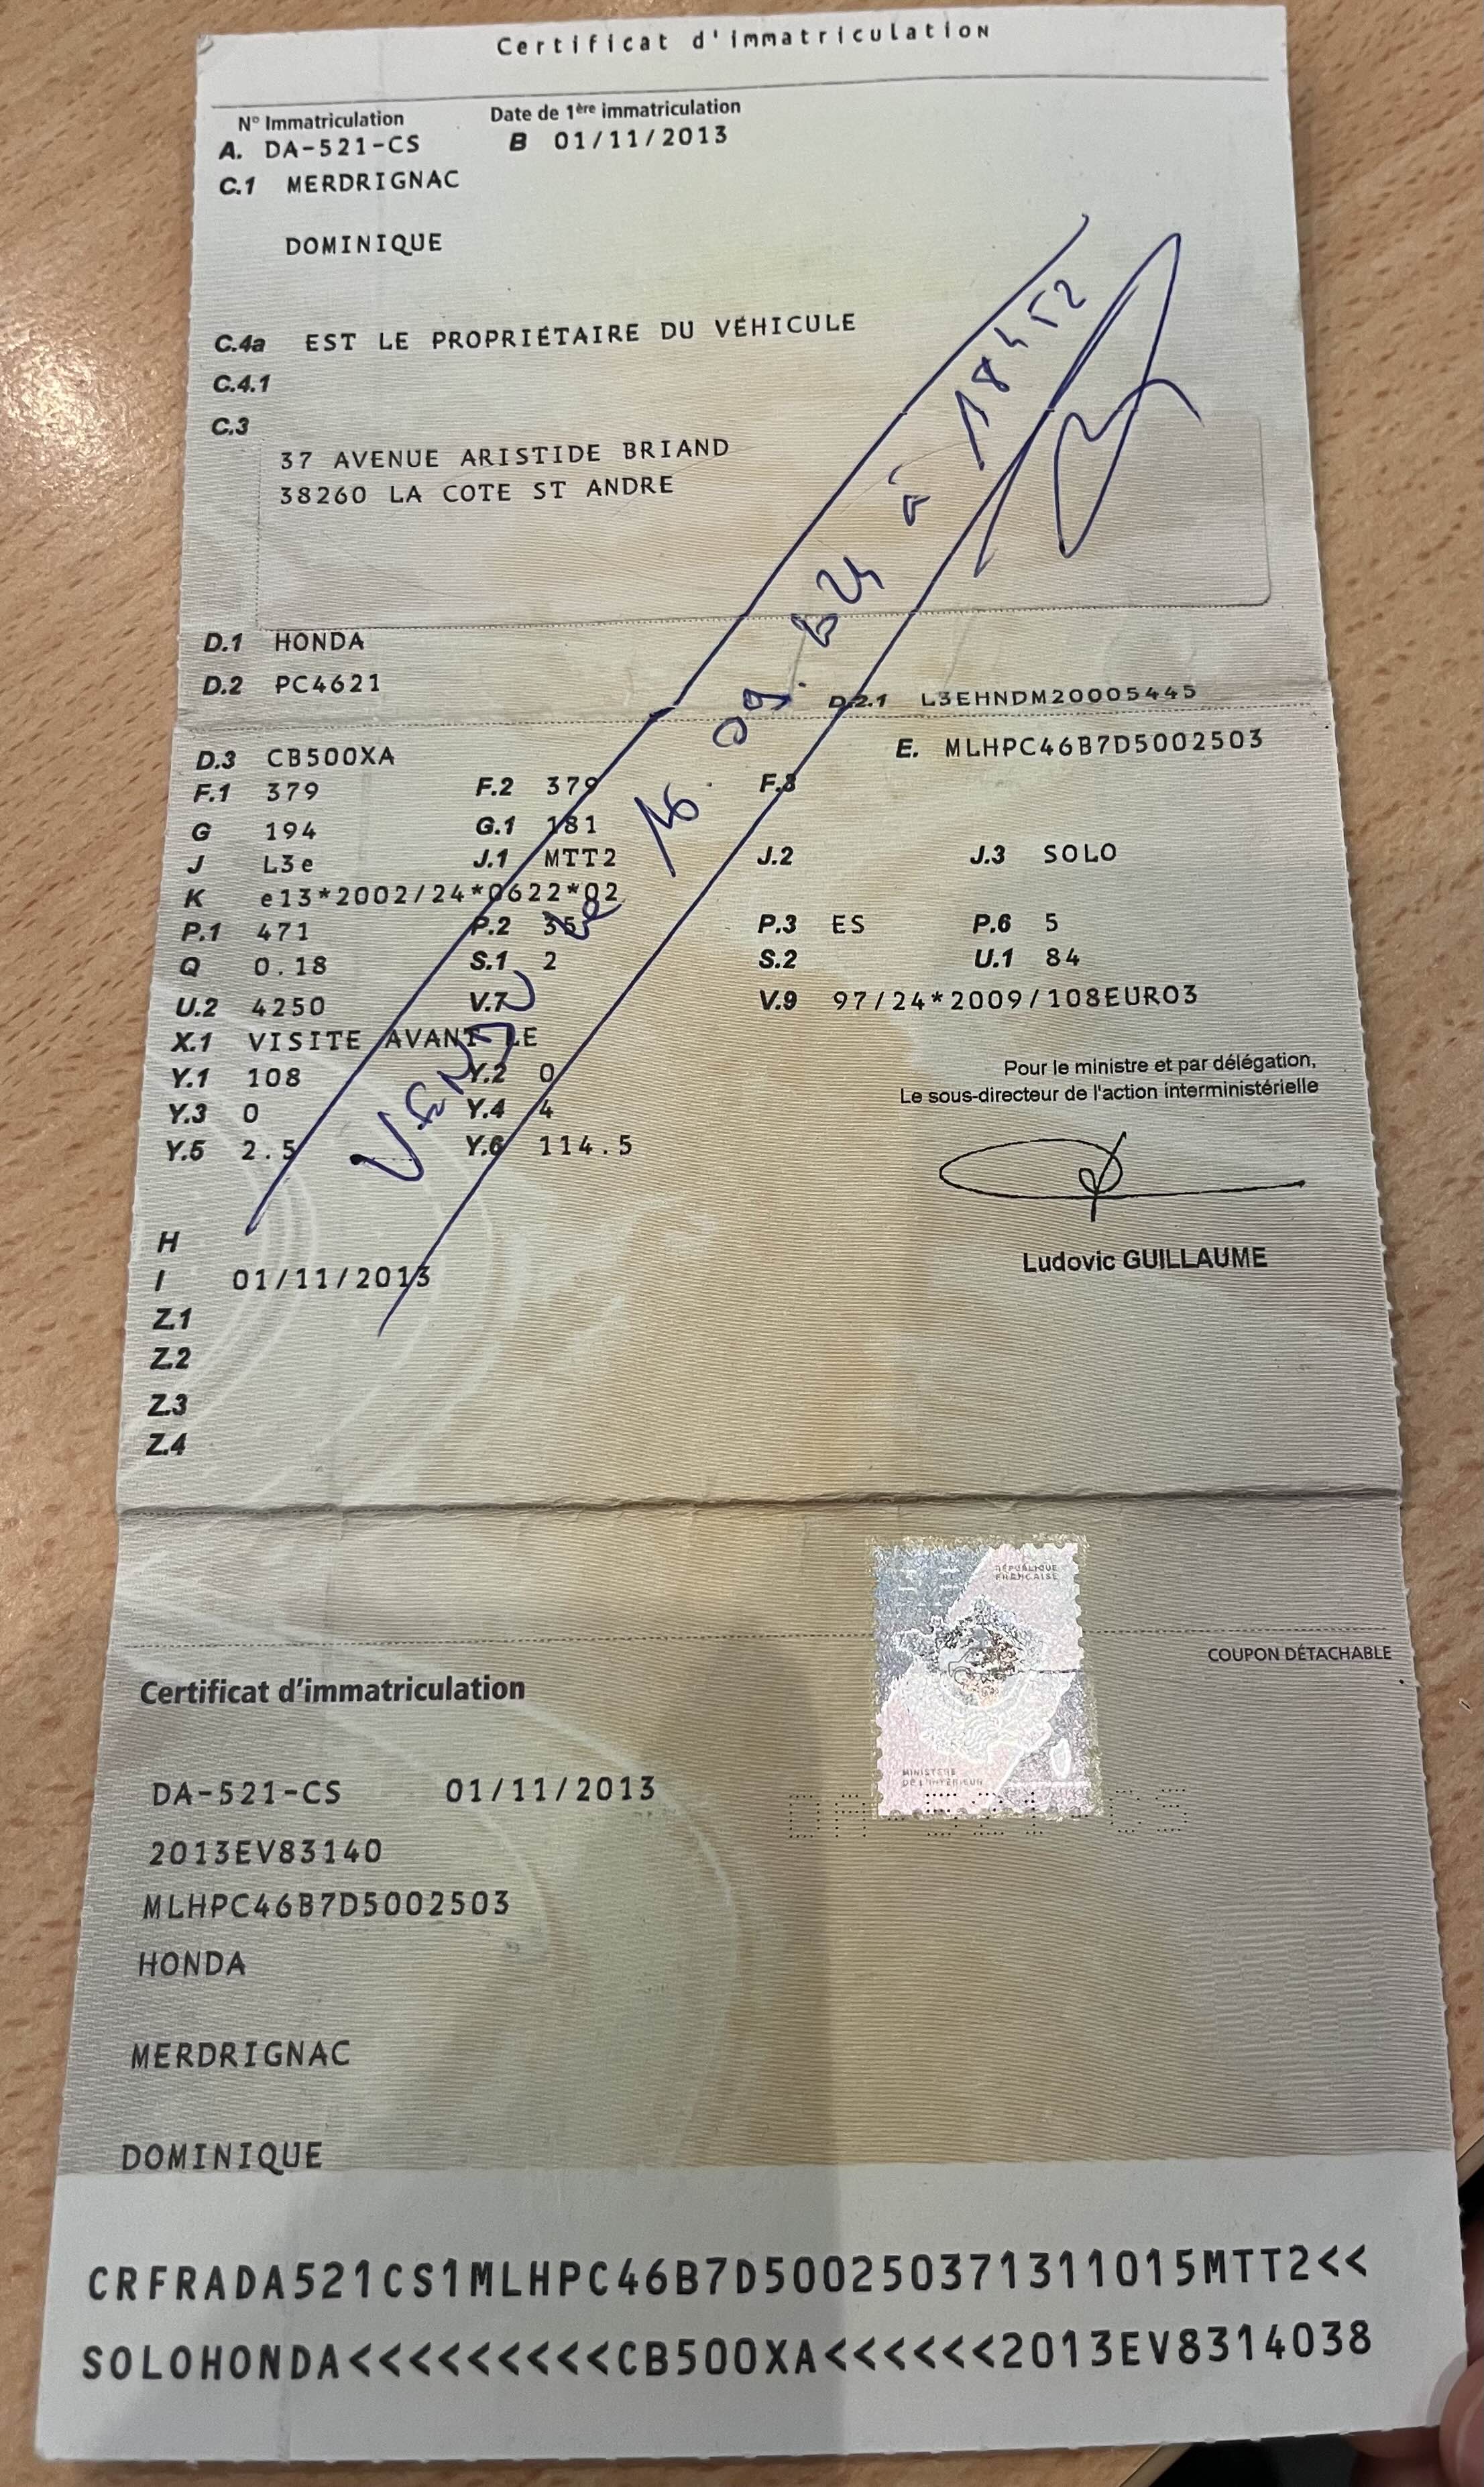 Certificat d'immatriculation
N° Immatriculation Date de 1ère immatriculation
A. DA-521-CS B 01/11/2013
C.1 MERDRIGNAC
DOMINIQUE
C.4a EST LE PROPRIÉTAIRE DU VÉHICULE
C.4.1
C.3
37 AVENUE ARISTIDE BRIAND
38260 LA COTE ST ANDRE
D.1 HONDA
D.2 PC4621 D.2.1 L3EHNDM20005445
D.3 CB500XA E. MLHPC46B7D5002503
F.1 379 F.2 379 F.3
G 194 G.1 181
J L3e J.1 MTT2 J.2 J.3 SOLO
K e13*2002/24*0622*02
P.1 471 P.2 35 P.3 ES P.6 5
Q 0.18 S.1 2 S.2 U.1 84
U.2 4250 V.7 V.9 97/24*2009/108EURO3
X.1 VISITE AVANT LE
Y.1 108 Y.2 0
Y.3 0 Y.4 4
Y.5 2.5 Y.6 114.5
Pour le ministre et par délégation,
Le sous-directeur de l'action interministérielle
Ludovic GUILLAUME
H
I 01/11/2013
Z.1
Z.2
Z.3
Z.4
VENDU le 16.09. à 18h52
RÉPUBLIQUE
FRANÇAISE
MINISTÈRE
DE L'INTÉRIEUR
COUPON DÉTACHABLE
Certificat d'immatriculation
DA-521-CS 01/11/2013
DA-521-CS
2013EV83140
MLHPC46B7D5002503
HONDA
MERDRIGNAC
DOMINIQUE
CRFRADA521CS1MLHPC46B7D500250371311015MTT2<<
SOLOHONDA<<<<<<<<<CB500XA<<<<<<2013EV8314038